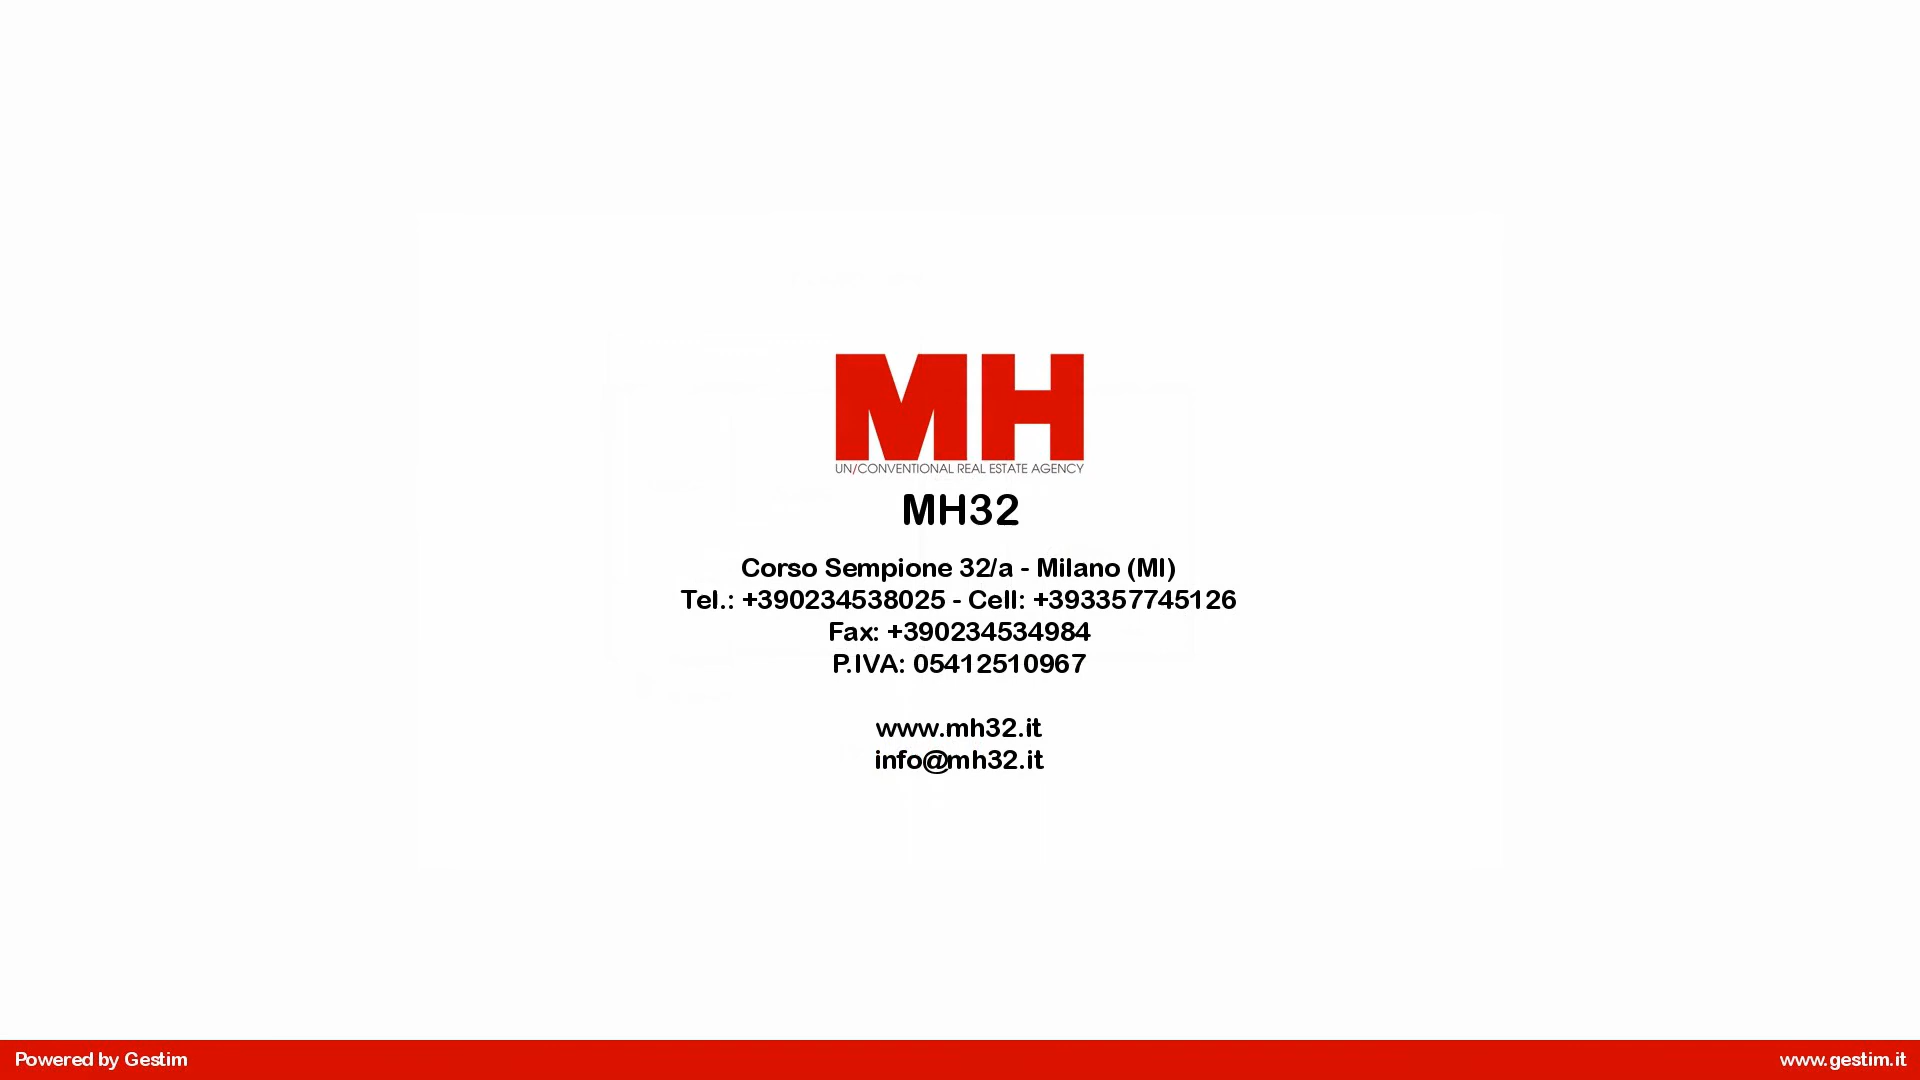 MH
UN/CONVENTIONAL REAL ESTATE AGENCY
MH32
Corso Sempione 32/a - Milano (MI)
Tel.: +390234538025 - Cell: +393357745126
Fax: +390234534984
P.IVA: 05412510967
www.mh32.it
info@mh32.it
Powered by Gestim
www.gestim.it